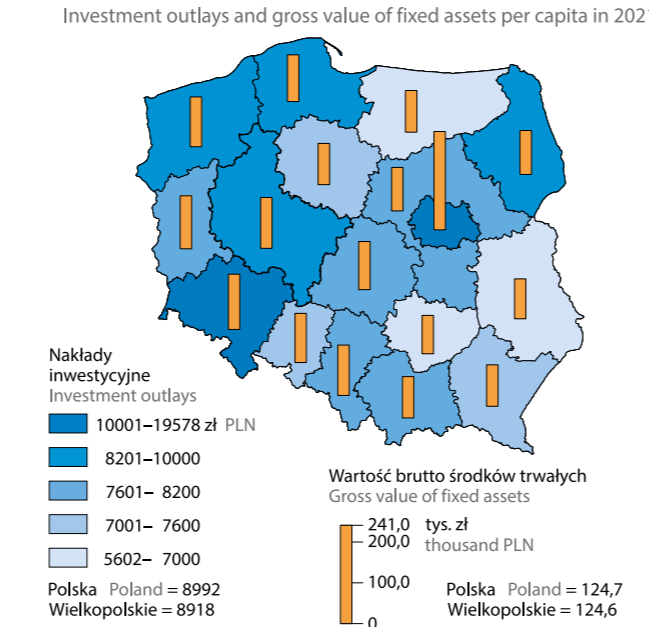 Investment outlays and gross value of fixed assets per capita in 2021
Nakłady
inwestycyjne
Investment outlays
10001–19578 zł PLN
8201–10000
7601– 8200
7001– 7600
5602– 7000
Polska Poland = 8992
Wielkopolskie = 8918
Wartość brutto środków trwałych
Gross value of fixed assets
241,0 tys. zł
200,0 thousand PLN
100,0
0
Polska Poland = 124,7
Wielkopolskie = 124,6